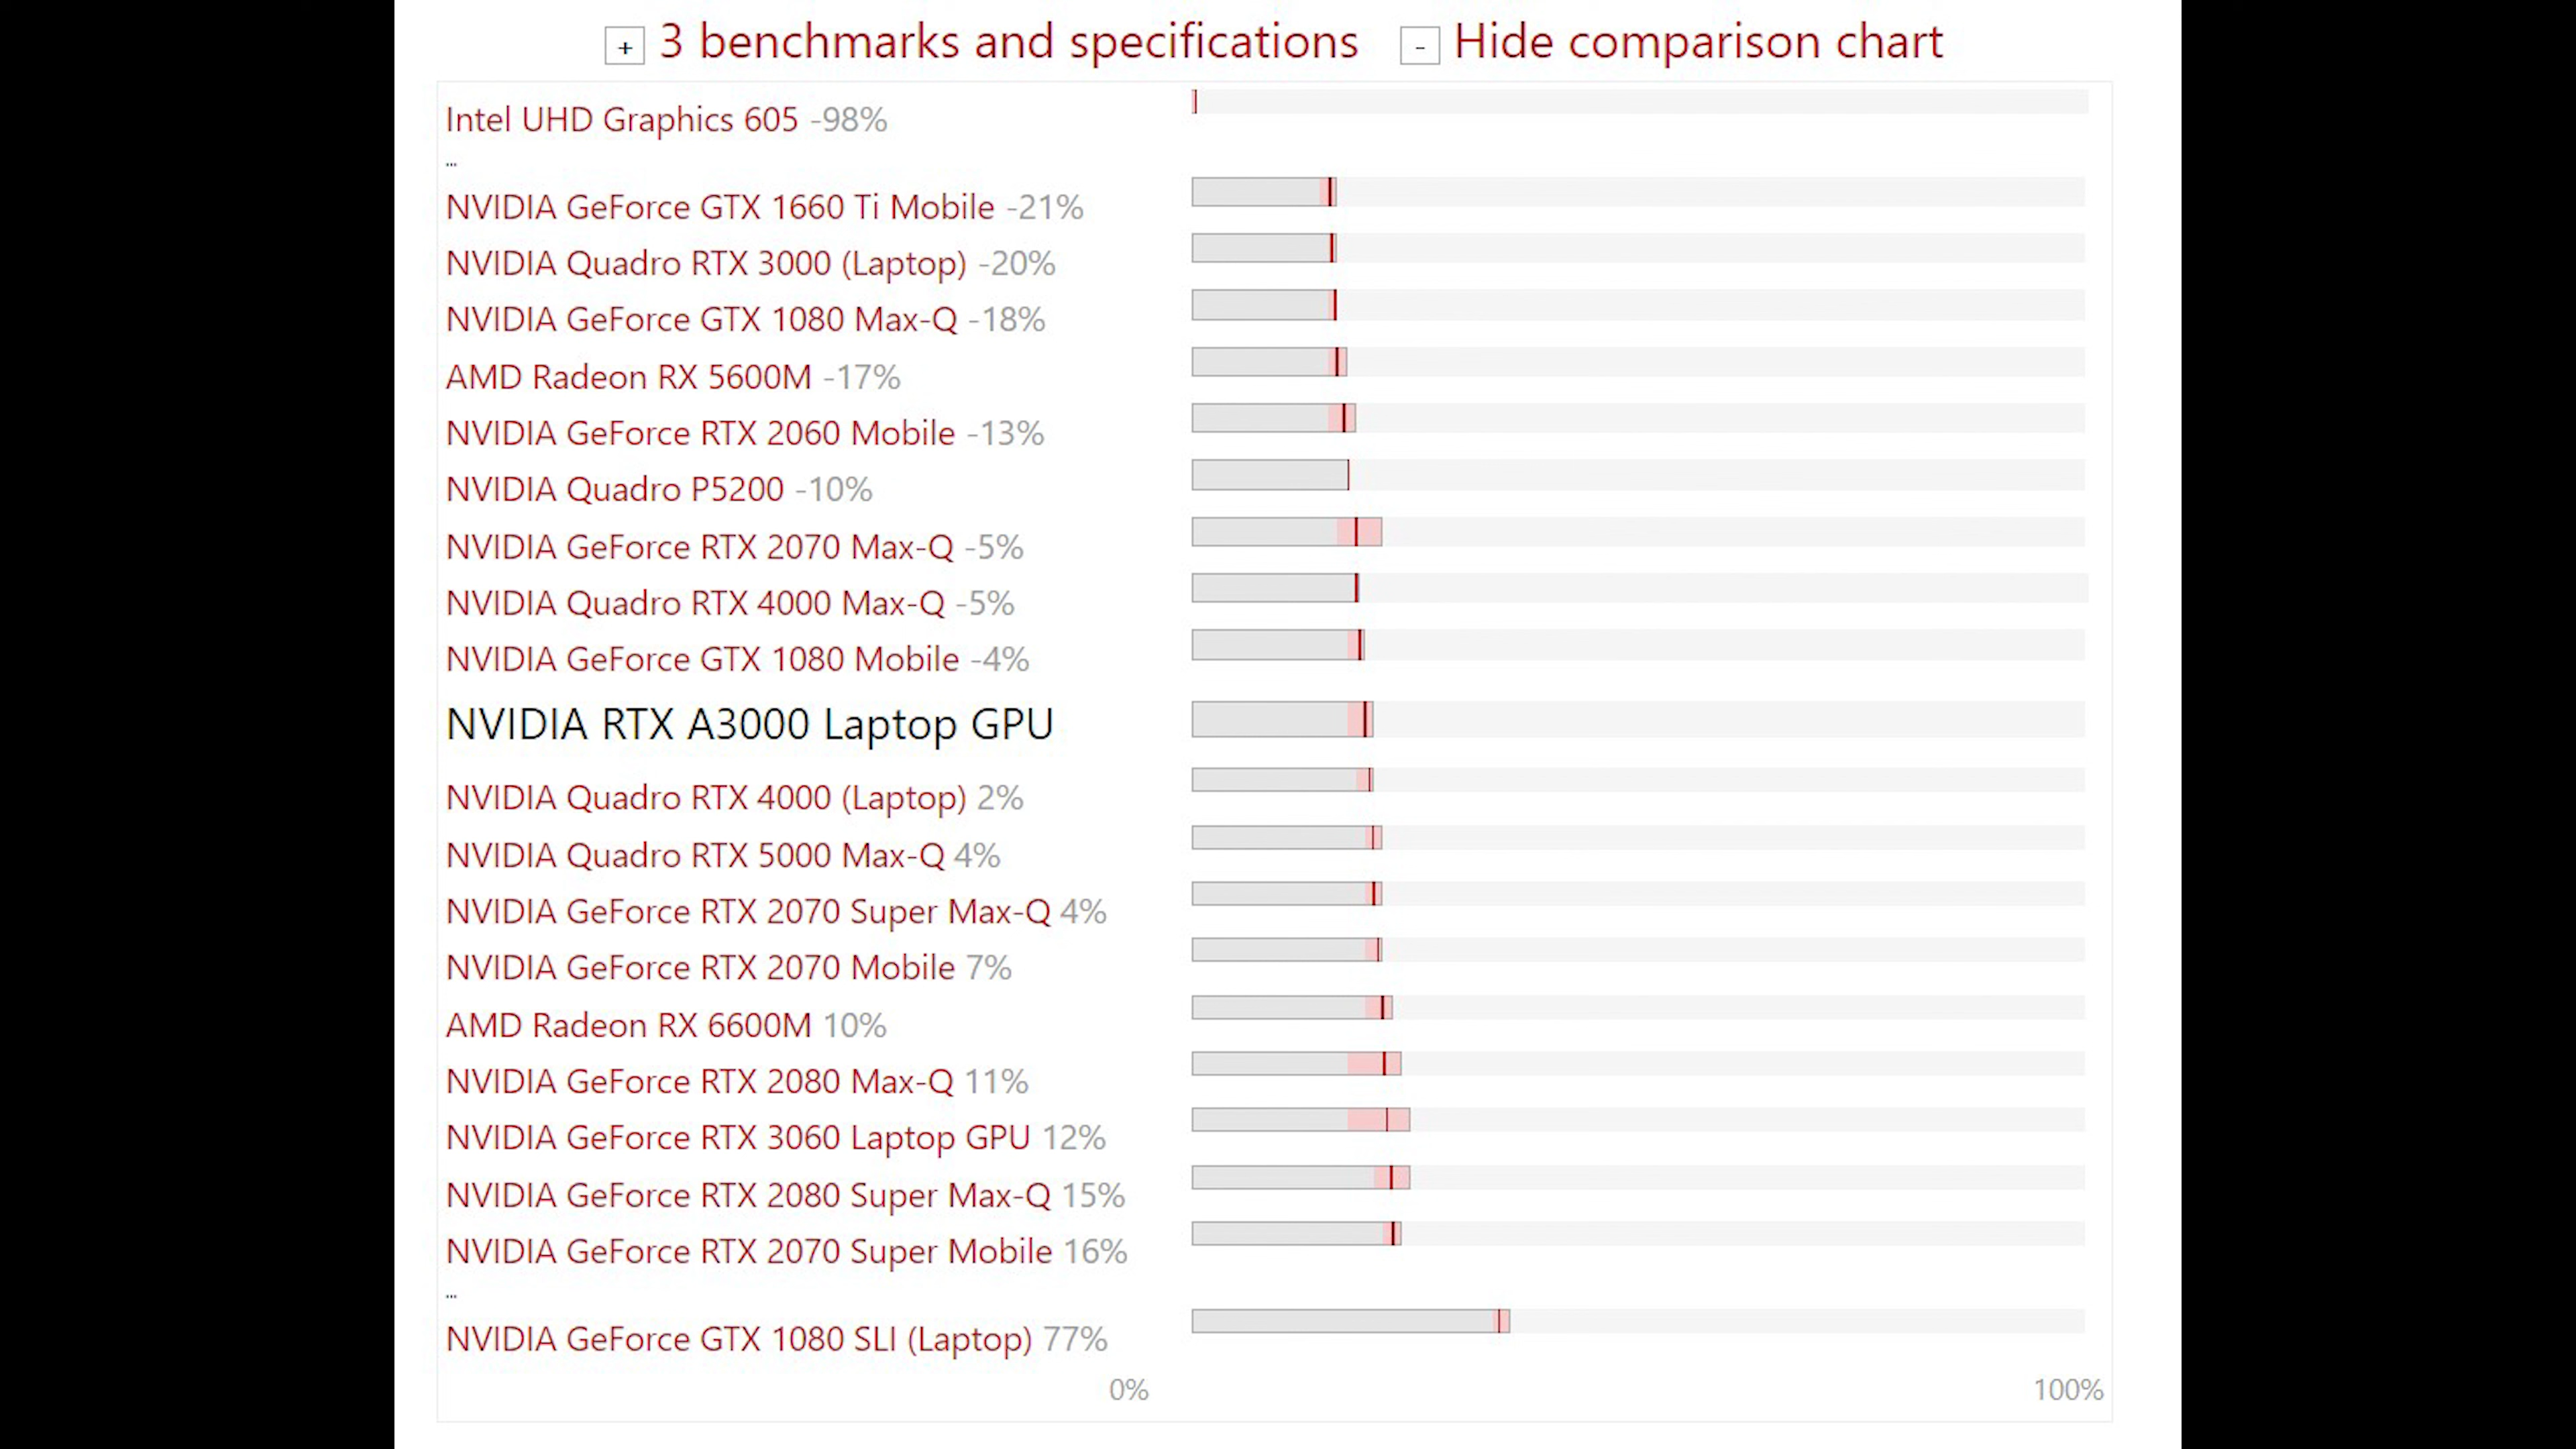 + 3 benchmarks and specifications - Hide comparison chart
Intel UHD Graphics 605 -98%
...
NVIDIA GeForce GTX 1660 Ti Mobile -21%
NVIDIA Quadro RTX 3000 (Laptop) -20%
NVIDIA GeForce GTX 1080 Max-Q -18%
AMD Radeon RX 5600M -17%
NVIDIA GeForce RTX 2060 Mobile -13%
NVIDIA Quadro P5200 -10%
NVIDIA GeForce RTX 2070 Max-Q -5%
NVIDIA Quadro RTX 4000 Max-Q -5%
NVIDIA GeForce GTX 1080 Mobile -4%
NVIDIA RTX A3000 Laptop GPU
NVIDIA Quadro RTX 4000 (Laptop) 2%
NVIDIA Quadro RTX 5000 Max-Q 4%
NVIDIA GeForce RTX 2070 Super Max-Q 4%
NVIDIA GeForce RTX 2070 Mobile 7%
AMD Radeon RX 6600M 10%
NVIDIA GeForce RTX 2080 Max-Q 11%
NVIDIA GeForce RTX 3060 Laptop GPU 12%
NVIDIA GeForce RTX 2080 Super Max-Q 15%
NVIDIA GeForce RTX 2070 Super Mobile 16%
...
NVIDIA GeForce GTX 1080 SLI (Laptop) 77%
0% 100%